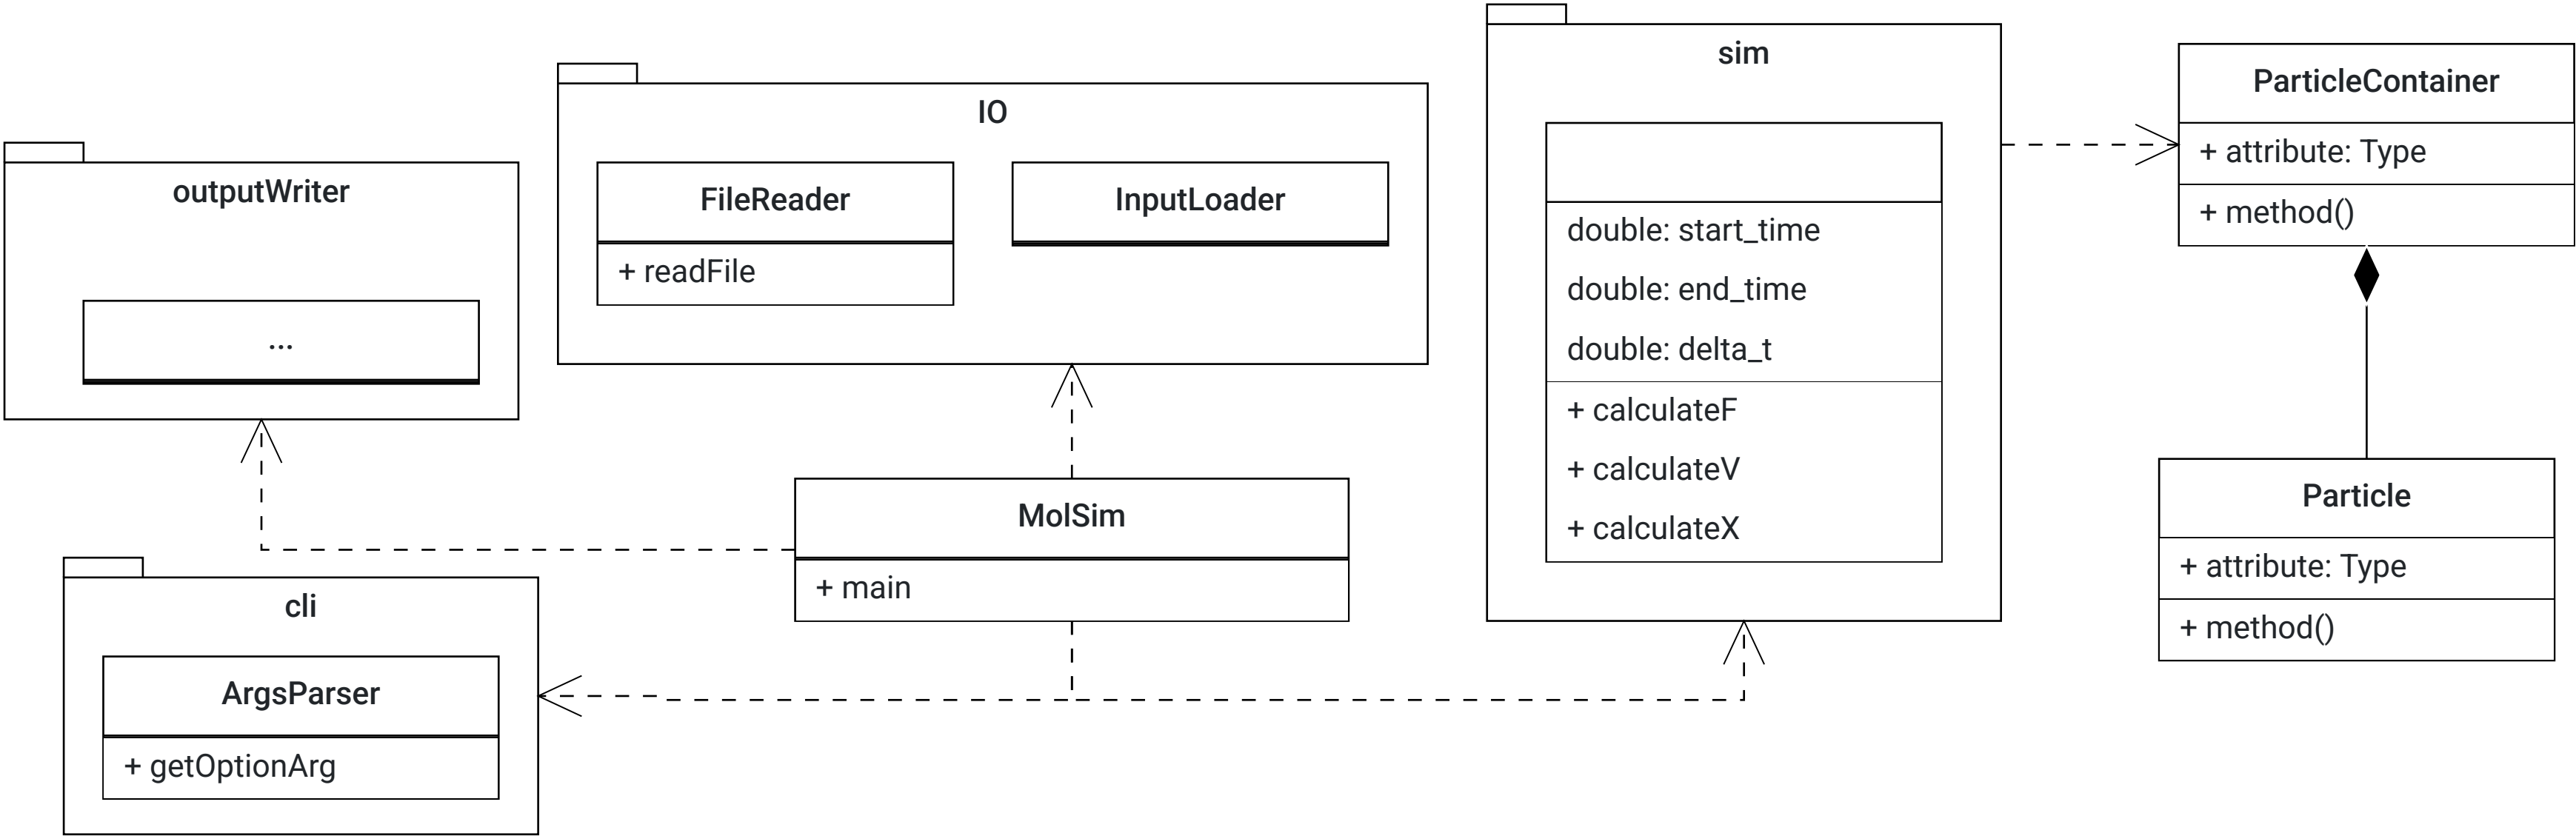 outputWriter
...
IO
FileReader
+ readFile
InputLoader
MolSim
+ main
cli
ArgsParser
+ getOptionArg
sim
double: start_time
double: end_time
double: delta_t
+ calculateF
+ calculateV
+ calculateX
ParticleContainer
+ attribute: Type
+ method()
Particle
+ attribute: Type
+ method()